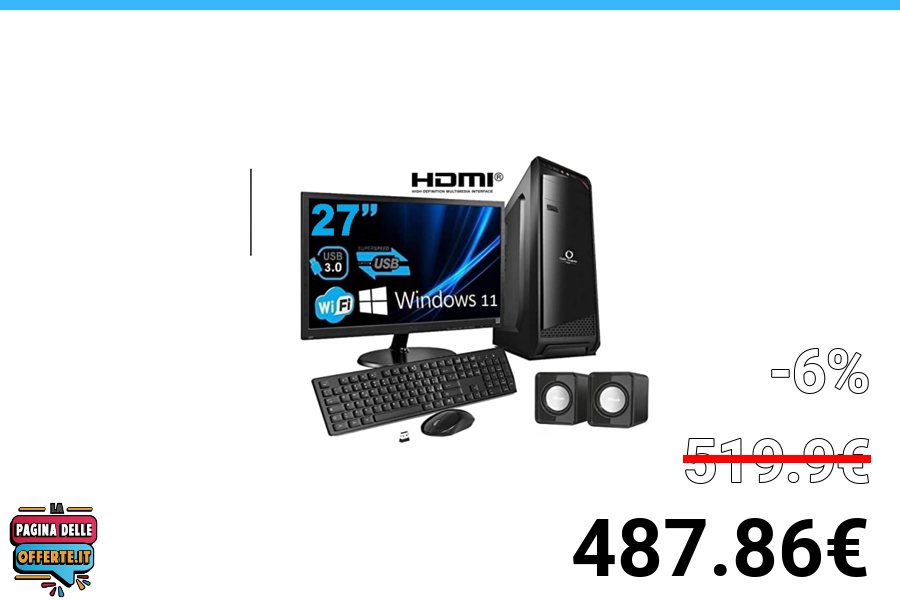 HDMI®
HIGH DEFINITION MULTIMEDIA INTERFACE
27”
USB
3.0
SUPERSPEED
USB
WiFi
Windows 11
-6%
519.9€
487.86€
LA
PAGINA DELLE
OFFERTE.IT